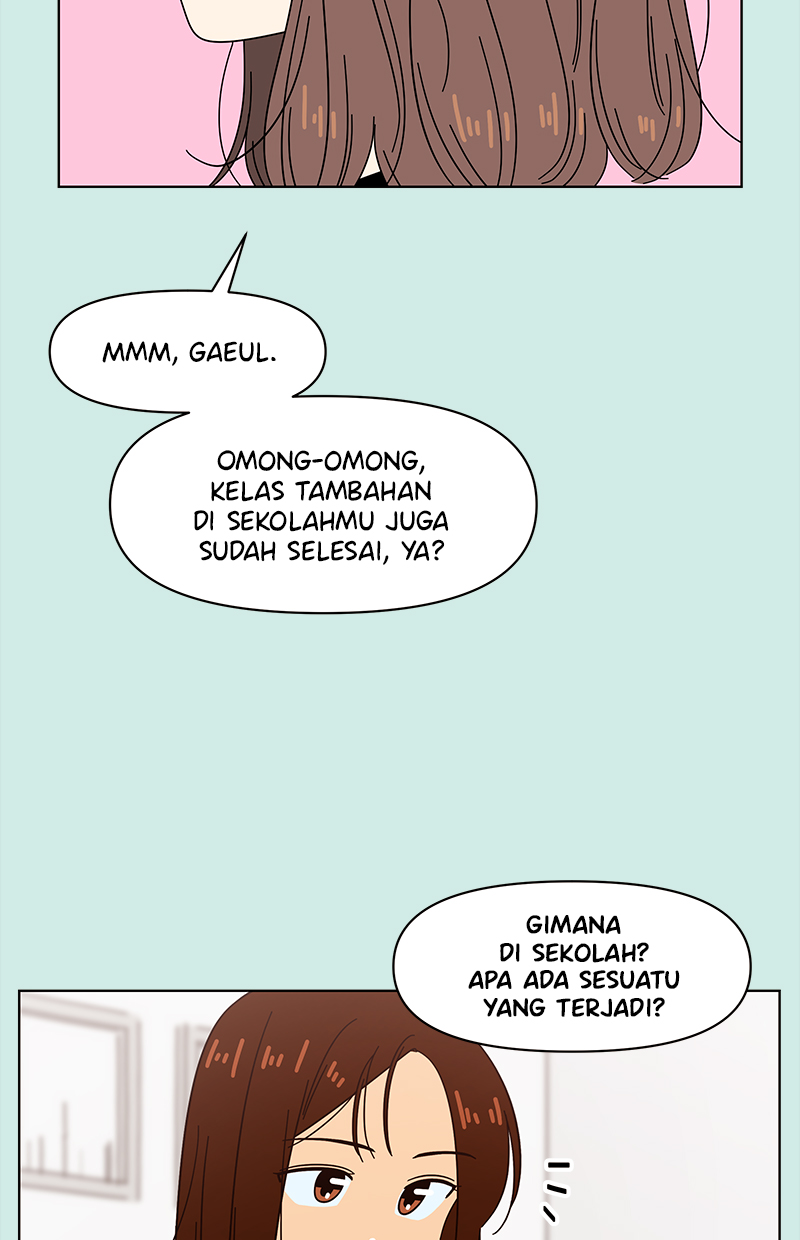 MMM, GAEUL.
OMONG-OMONG,
KELAS TAMBAHAN
DI SEKOLAHMU JUGA
SUDAH SELESAI, YA?
GIMANA
DI SEKOLAH?
APA ADA SESUATU
YANG TERJADI?